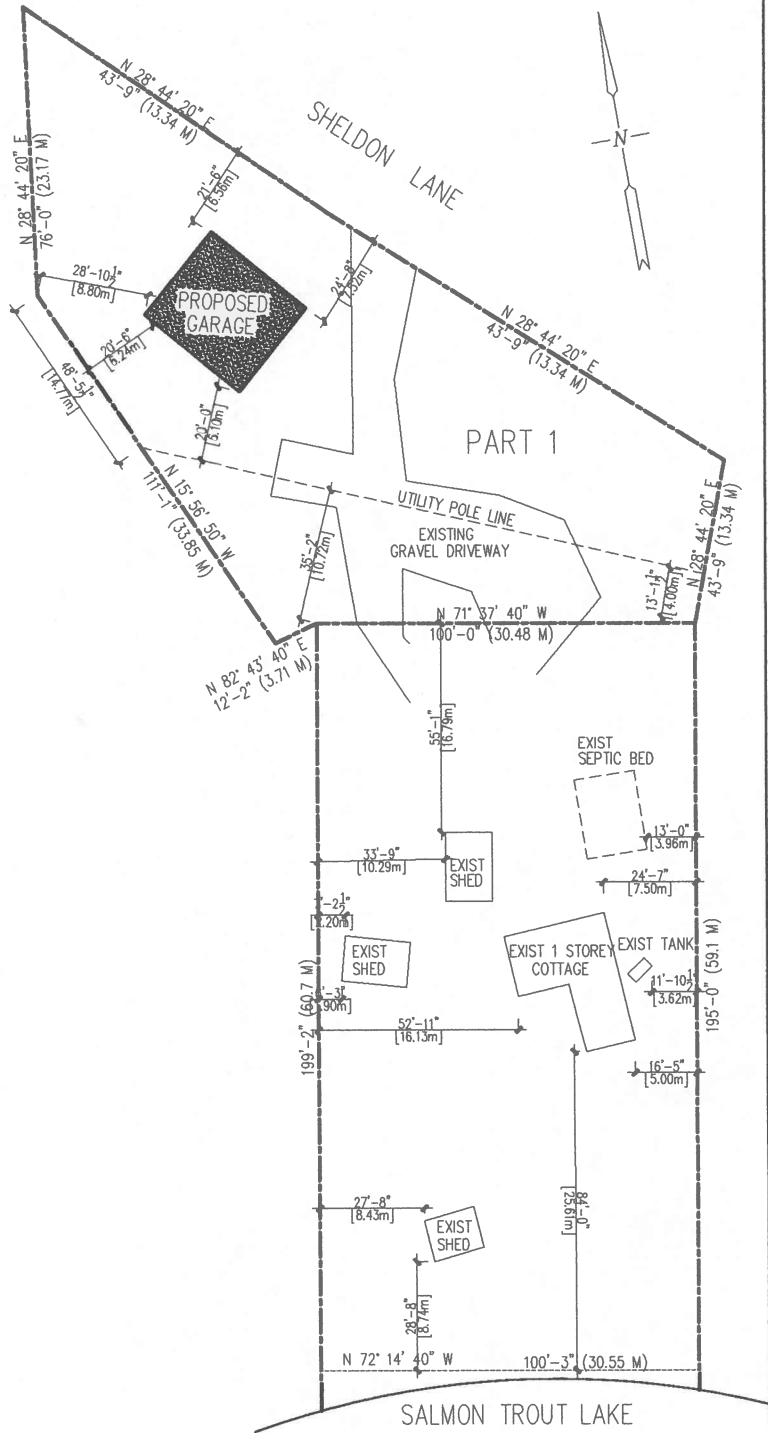 N 28° 44' 20" E
43'-9" (13.34 M)
SHELDON LANE
N
N 28° 44' 20" E
76'-0" (23.17 M)
21'-6"
[6.56m]
28'-10½"
[8.80m]
PROPOSED
GARAGE
24'-8"
N 28° 44' 20" E
43'-9" (13.34 M)
20'-6"
[6.24m]
48'-5½"
[14.77m]
20'-0"
[6.10m]
PART 1
N 15° 56' 50" W
111'-1" (33.85 M)
UTILITY POLE LINE
EXISTING
GRAVEL DRIVEWAY
35'-2"
[10.72m]
N 28° 44' 20" E
43'-9" (13.34 M)
13'-1½"
[4.00m]
N 71° 37' 40" W
100'-0" (30.48 M)
N 82° 43' 40" E
12'-2" (3.71 M)
55'-1"
[16.79m]
EXIST
SEPTIC BED
13'-0"
[3.96m]
33'-9"
[10.29m]
EXIST
SHED
24'-7"
[7.50m]
EXIST
SHED
EXIST 1 STOREY
COTTAGE
EXIST TANK
11'-10½"
[3.62m]
199'-2" (60.7 M)
195'-0" (59.1 M)
52'-11"
[16.13m]
16'-5"
[5.00m]
27'-8"
[8.43m]
84'-0"
[25.61m]
EXIST
SHED
28'-8"
[8.74m]
N 72° 14' 40" W
100'-3" (30.55 M)
SALMON TROUT LAKE